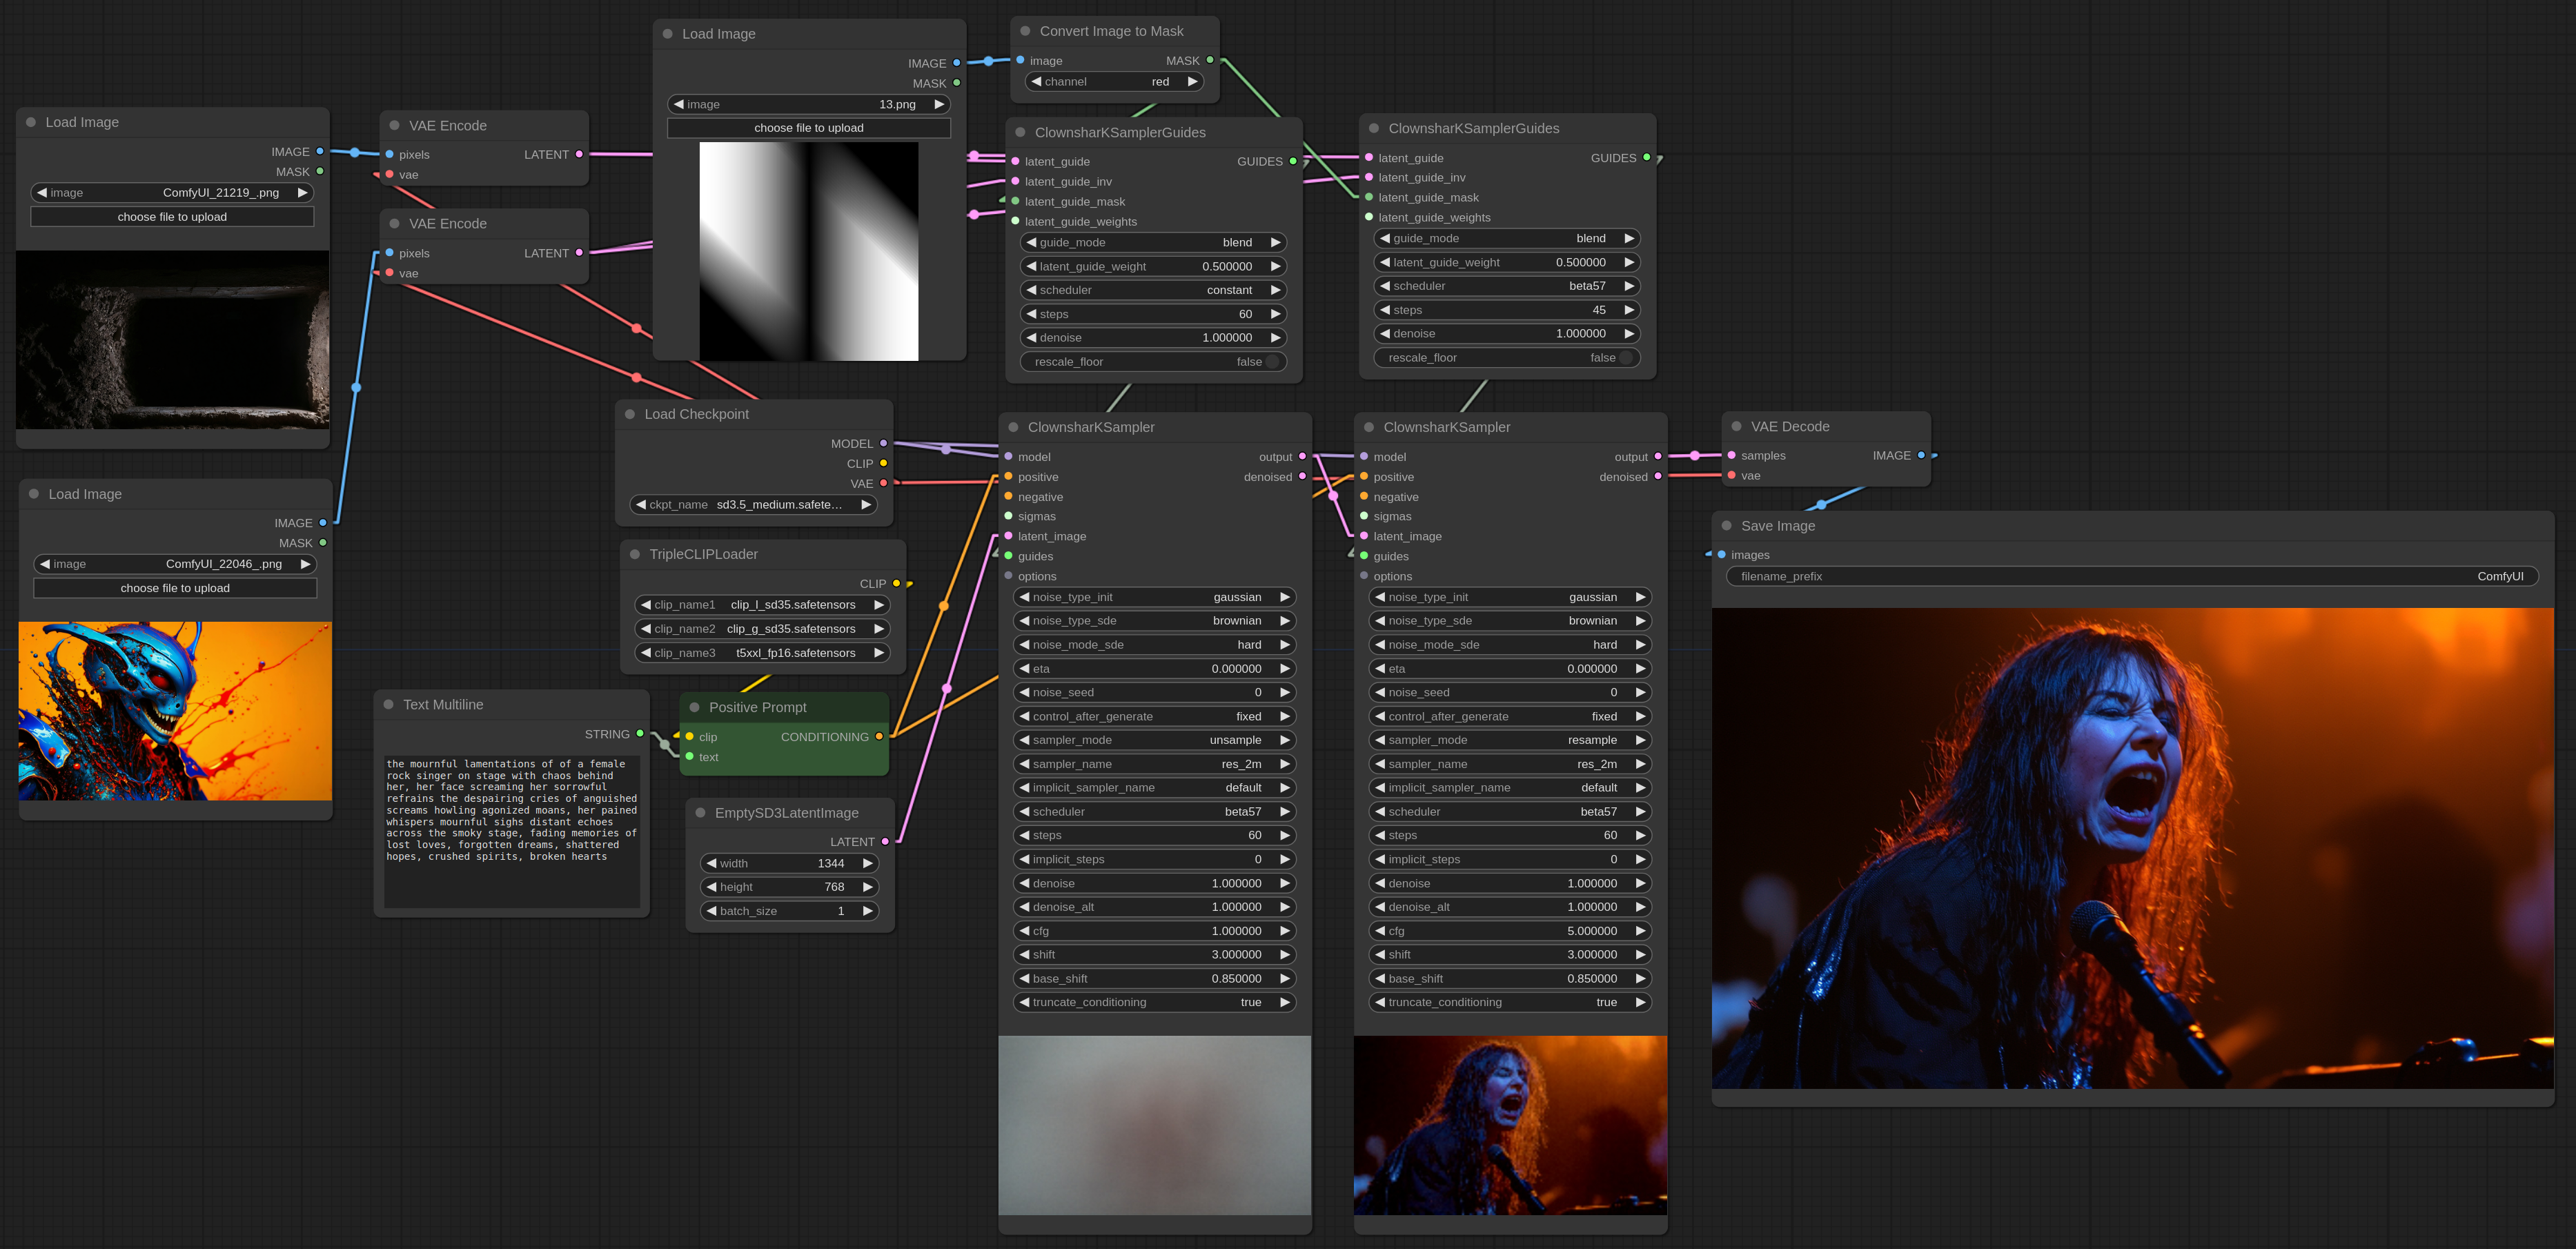 Load Image
IMAGE
MASK
image 13.png
choose file to upload
Convert Image to Mask
image MASK
channel red
Load Image
IMAGE
MASK
image ComfyUI_21219_.png
choose file to upload
VAE Encode
pixels LATENT
vae
VAE Encode
pixels LATENT
vae
ClownsharKSamplerGuides
latent_guide GUIDES
latent_guide_inv
latent_guide_mask
latent_guide_weights
guide_mode blend
latent_guide_weight 0.500000
scheduler constant
steps 60
denoise 1.000000
rescale_floor false
ClownsharKSamplerGuides
latent_guide GUIDES
latent_guide_inv
latent_guide_mask
latent_guide_weights
guide_mode blend
latent_guide_weight 0.500000
scheduler beta57
steps 45
denoise 1.000000
rescale_floor false
Load Image
IMAGE
MASK
image ComfyUI_22046_.png
choose file to upload
Load Checkpoint
MODEL
CLIP
VAE
ckpt_name sd3.5_medium.safete…
TripleCLIPLoader
CLIP
clip_name1 clip_l_sd35.safetensors
clip_name2 clip_g_sd35.safetensors
clip_name3 t5xxl_fp16.safetensors
Text Multiline
STRING
the mournful lamentations of of a female
rock singer on stage with chaos behind
her, her face screaming her sorrowful
refrains the despairing cries of anguished
screams howling agonized moans, her pained
whispers mournful sighs distant echoes
across the smoky stage, fading memories of
lost loves, forgotten dreams, shattered
hopes, crushed spirits, broken hearts
Positive Prompt
clip CONDITIONING
text
EmptySD3LatentImage
LATENT
width 1344
height 768
batch_size 1
ClownsharKSampler
model output
positive denoised
negative
sigmas
latent_image
guides
options
noise_type_init gaussian
noise_type_sde brownian
noise_mode_sde hard
eta 0.000000
noise_seed 0
control_after_generate fixed
sampler_mode unsample
sampler_name res_2m
implicit_sampler_name default
scheduler beta57
steps 60
implicit_steps 0
denoise 1.000000
denoise_alt 1.000000
cfg 1.000000
shift 3.000000
base_shift 0.850000
truncate_conditioning true
ClownsharKSampler
model output
positive denoised
negative
sigmas
latent_image
guides
options
noise_type_init gaussian
noise_type_sde brownian
noise_mode_sde hard
eta 0.000000
noise_seed 0
control_after_generate fixed
sampler_mode resample
sampler_name res_2m
implicit_sampler_name default
scheduler beta57
steps 60
implicit_steps 0
denoise 1.000000
denoise_alt 1.000000
cfg 5.000000
shift 3.000000
base_shift 0.850000
truncate_conditioning true
VAE Decode
samples IMAGE
vae
Save Image
images
filename_prefix ComfyUI